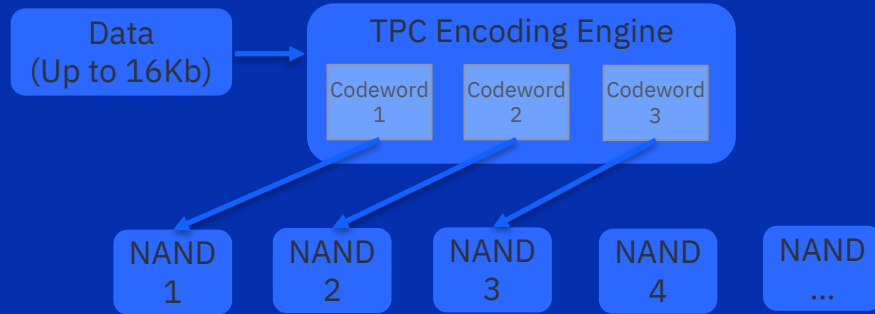 Data
(Up to 16Kb)
TPC Encoding Engine
Codeword
1
Codeword
2
Codeword
3
NAND
1
NAND
2
NAND
3
NAND
4
NAND
...